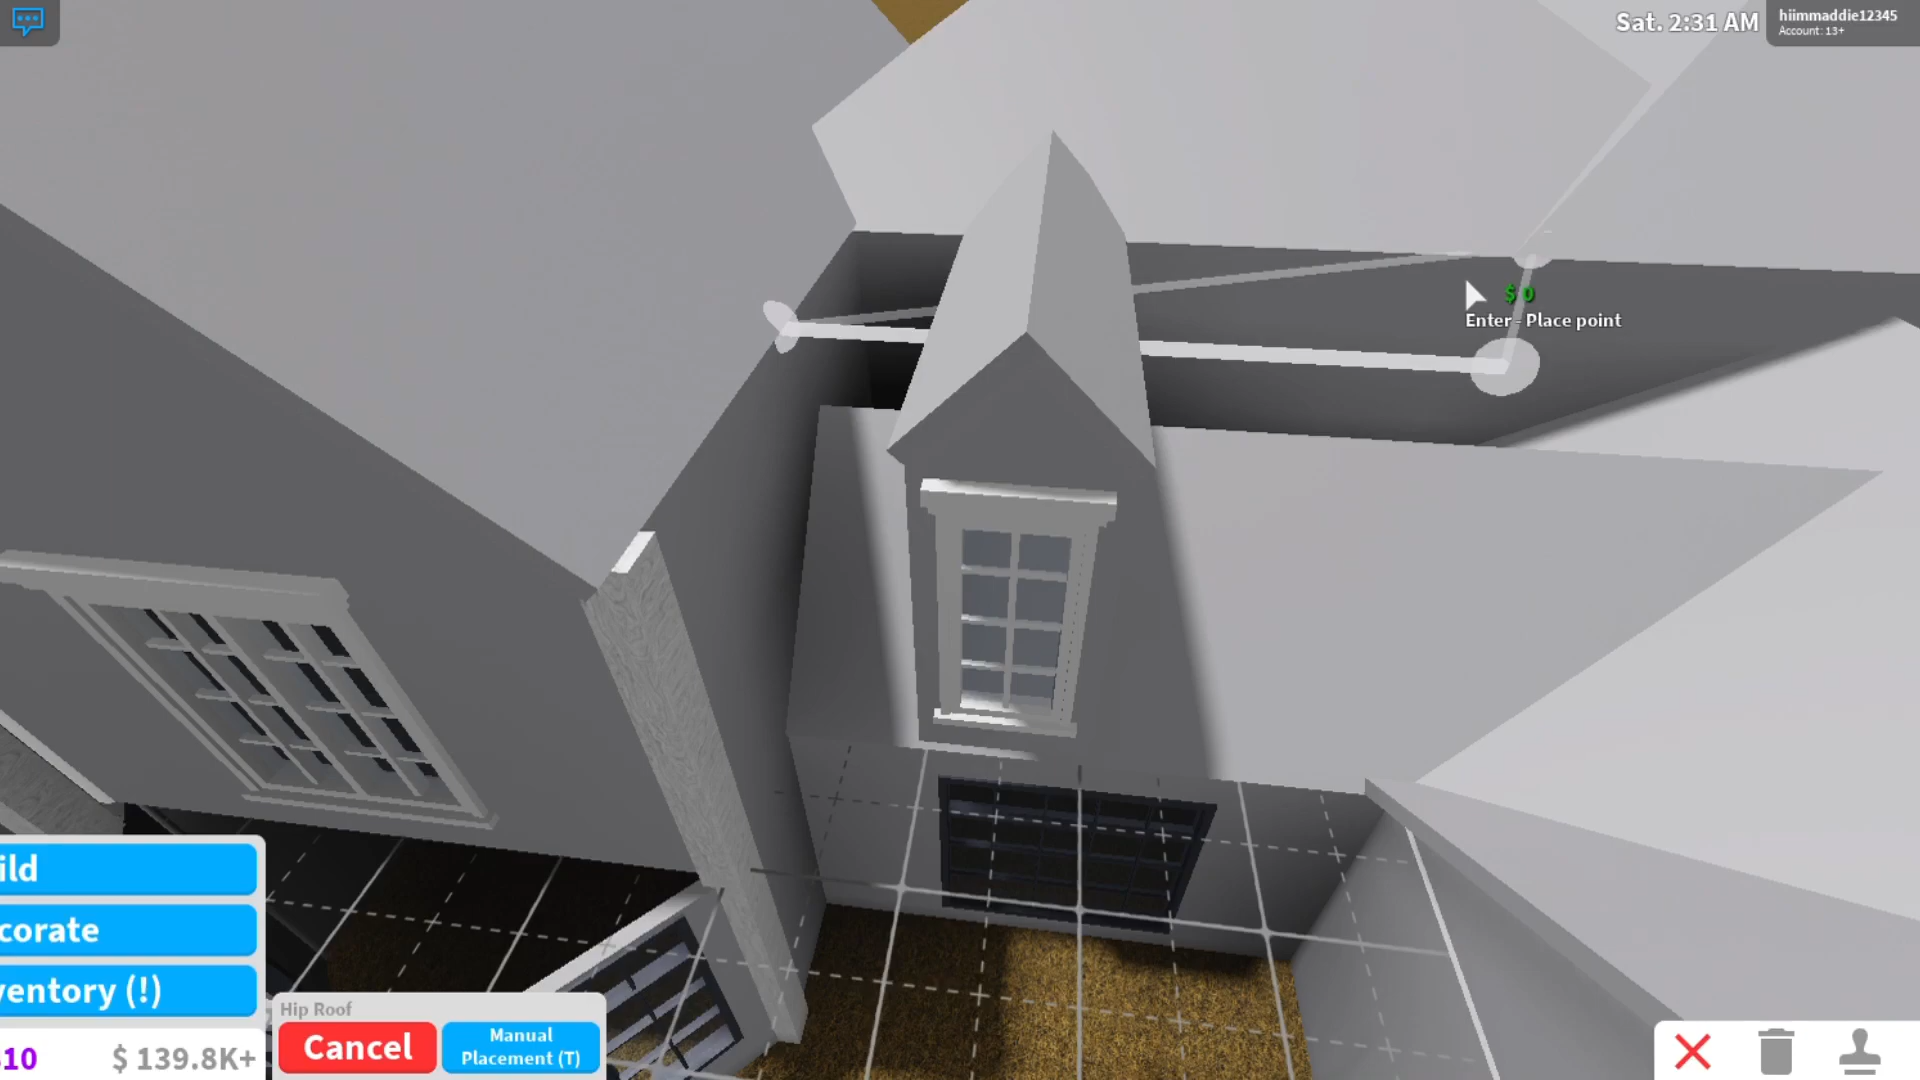 Sat. 2:31 AM
hiimmaddie12345
Account: 13+
$ 0
Enter - Place point
ild
corate
ventory (!)
10
$ 139.8K+
Hip Roof
Cancel
Manual
Placement (T)